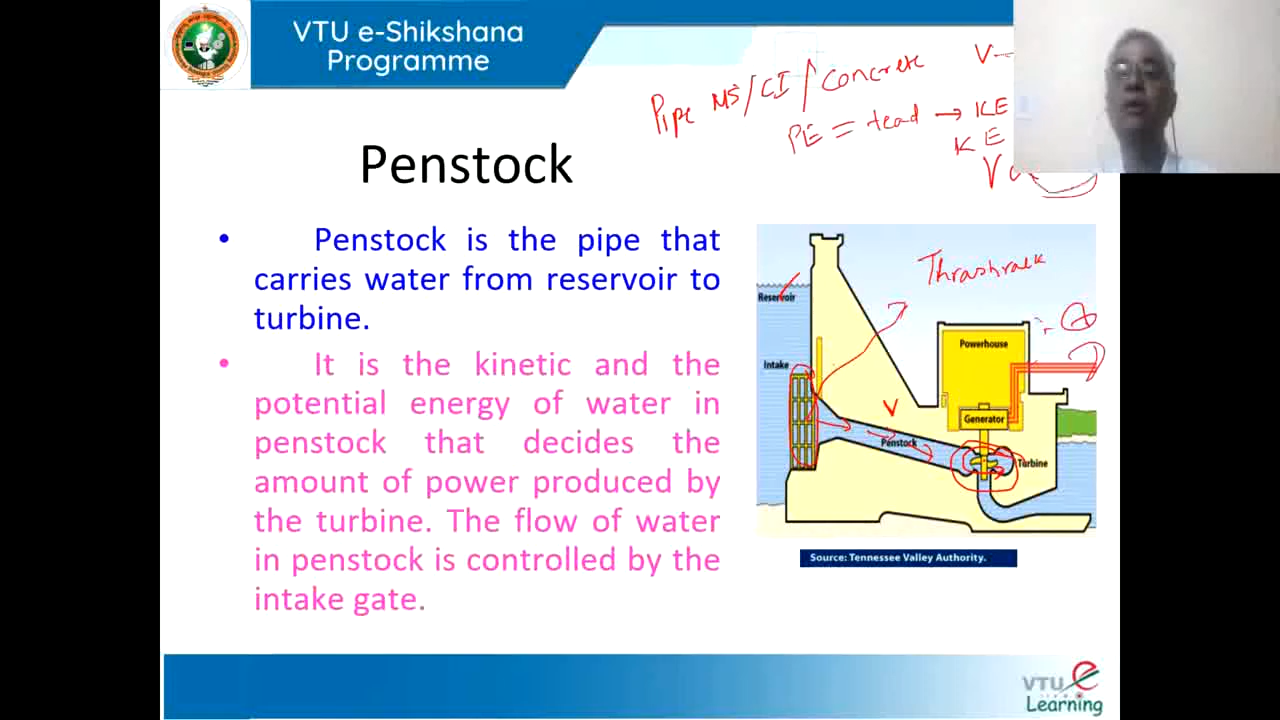 VTU e-Shikshana
Programme
Pipe MS/CI/Concrete
V
PE = Head → KE
KE
V
Penstock
• Penstock is the pipe that
carries water from reservoir to
turbine.
• It is the kinetic and the
potential energy of water in
penstock that decides the
amount of power produced by
the turbine. The flow of water
in penstock is controlled by the
intake gate.
Thrashrack
Reservoir
Powerhouse
Intake
V
Generator
Penstock
Turbine
Source: Tennessee Valley Authority.
VTU e
Learning